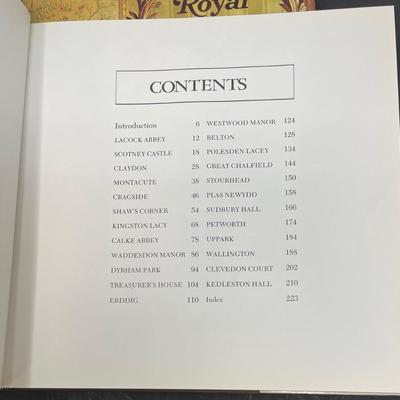 Royal
CONTENTS
Introduction 6
LACOCK ABBEY 12
SCOTNEY CASTLE 18
CLAYDON 28
MONTACUTE 38
CRAGSIDE 46
SHAW'S CORNER 54
KINGSTON LACY 68
CALKE ABBEY 78
WADDESDON MANOR 86
DYRHAM PARK 94
TREASURER'S HOUSE 104
ERDDIG 110
WESTWOOD MANOR 124
BELTON 128
POLESDEN LACEY 134
GREAT CHALFIELD 144
STOURHEAD 150
PLAS NEWYDD 158
SUDBURY HALL 166
PETWORTH 174
UPPARK 184
WALLINGTON 188
CLEVEDON COURT 202
KEDLESTON HALL 210
Index 223